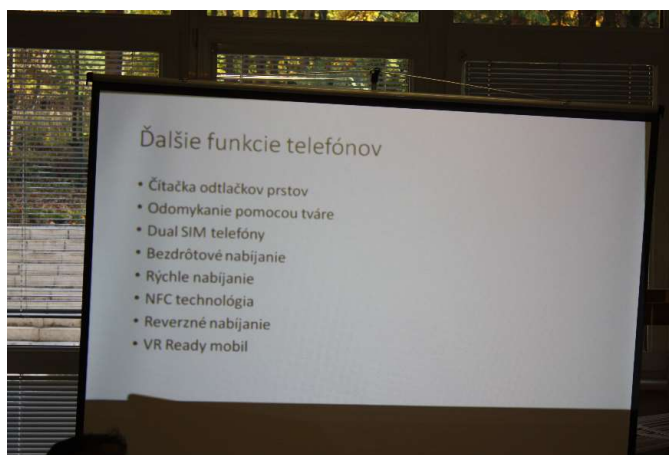 Ďalšie funkcie telefónov
• Čítačka odtlačkov prstov
• Odomykanie pomocou tváre
• Dual SIM telefóny
• Bezdrôtové nabíjanie
• Rýchle nabíjanie
• NFC technológia
• Reverzné nabíjanie
• VR Ready mobil